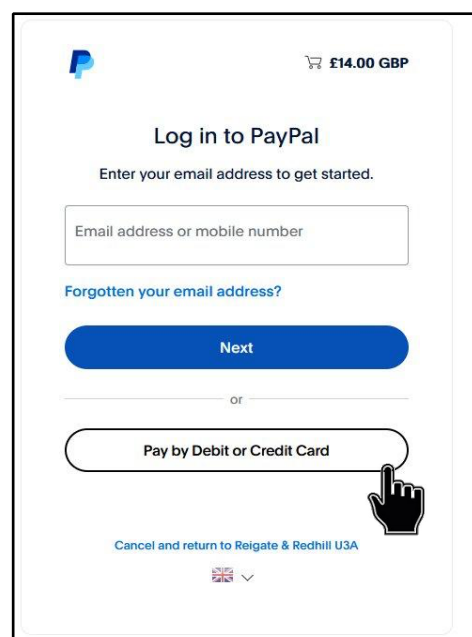 £14.00 GBP
Log in to PayPal
Enter your email address to get started.
Email address or mobile number
Forgotten your email address?
Next
or
Pay by Debit or Credit Card
Cancel and return to Reigate & Redhill U3A